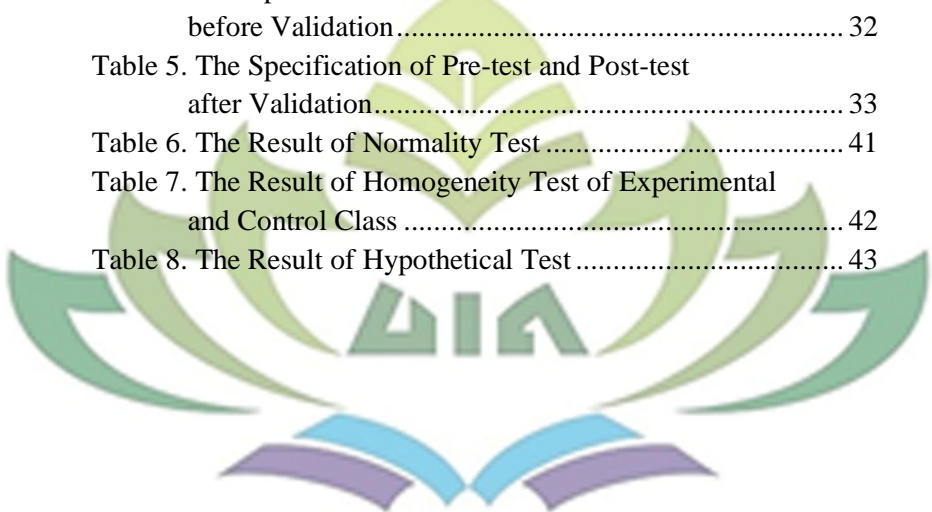 before Validation........................................................................ 32
Table 5. The Specification of Pre-test and Post-test
after Validation............................................................................ 33
Table 6. The Result of Normality Test ................................................ 41
Table 7. The Result of Homogeneity Test of Experimental
and Control Class ....................................................................... 42
Table 8. The Result of Hypothetical Test ........................................... 43
UIN